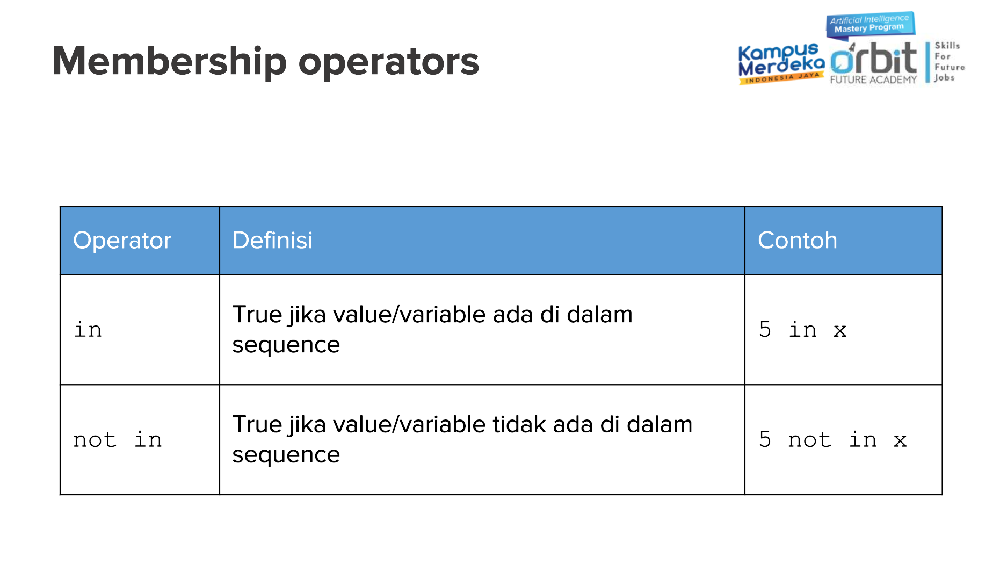 Membership operators
Artificial Intelligence
Mastery Program
Kampus
Merdeka
INDONESIA JAYA
orbit
FUTURE ACADEMY
Skills
For
Future
Jobs
Operator
Definisi
Contoh
in
True jika value/variable ada di dalam
sequence
5 in x
not in
True jika value/variable tidak ada di dalam
sequence
5 not in x